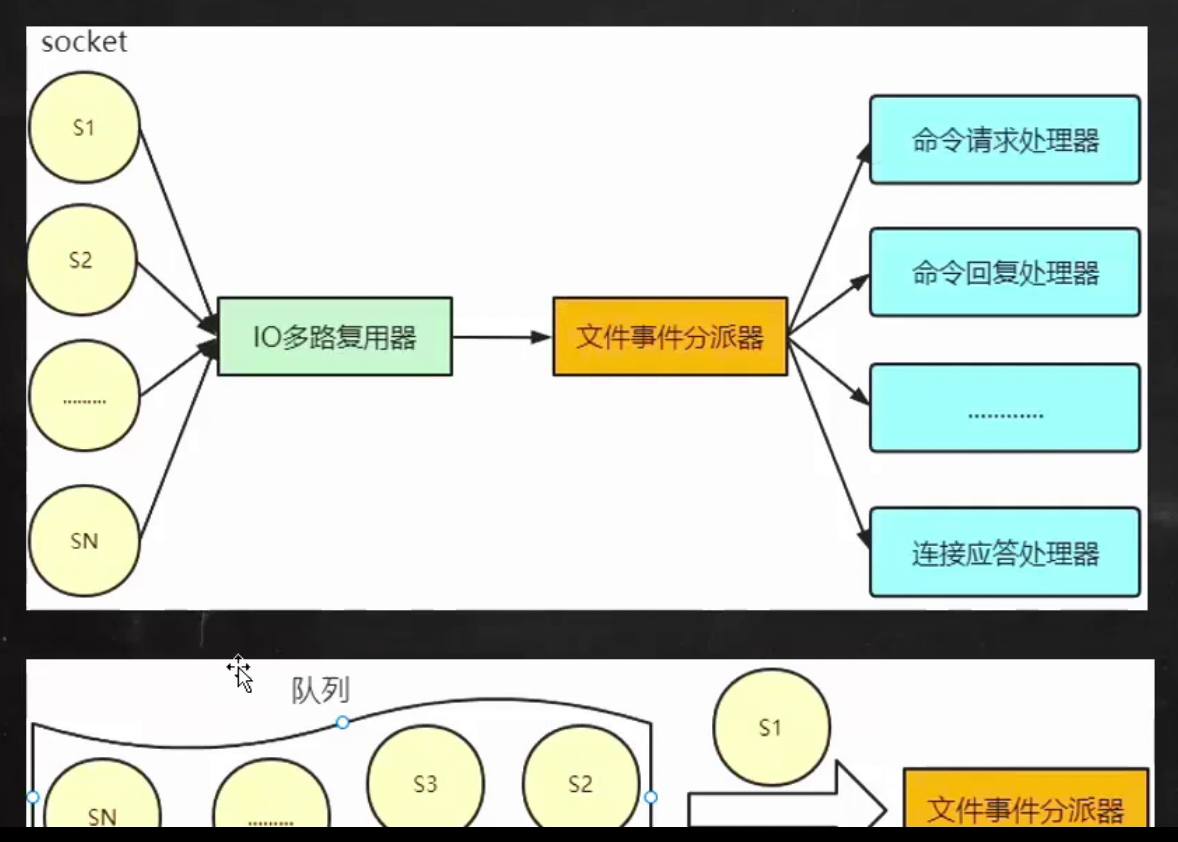 socket
S1
S2
.........
SN
IO多路复用器
文件事件分派器
命令请求处理器
命令回复处理器
............
连接应答处理器
队列
SN
.........
S3
S2
S1
文件事件分派器